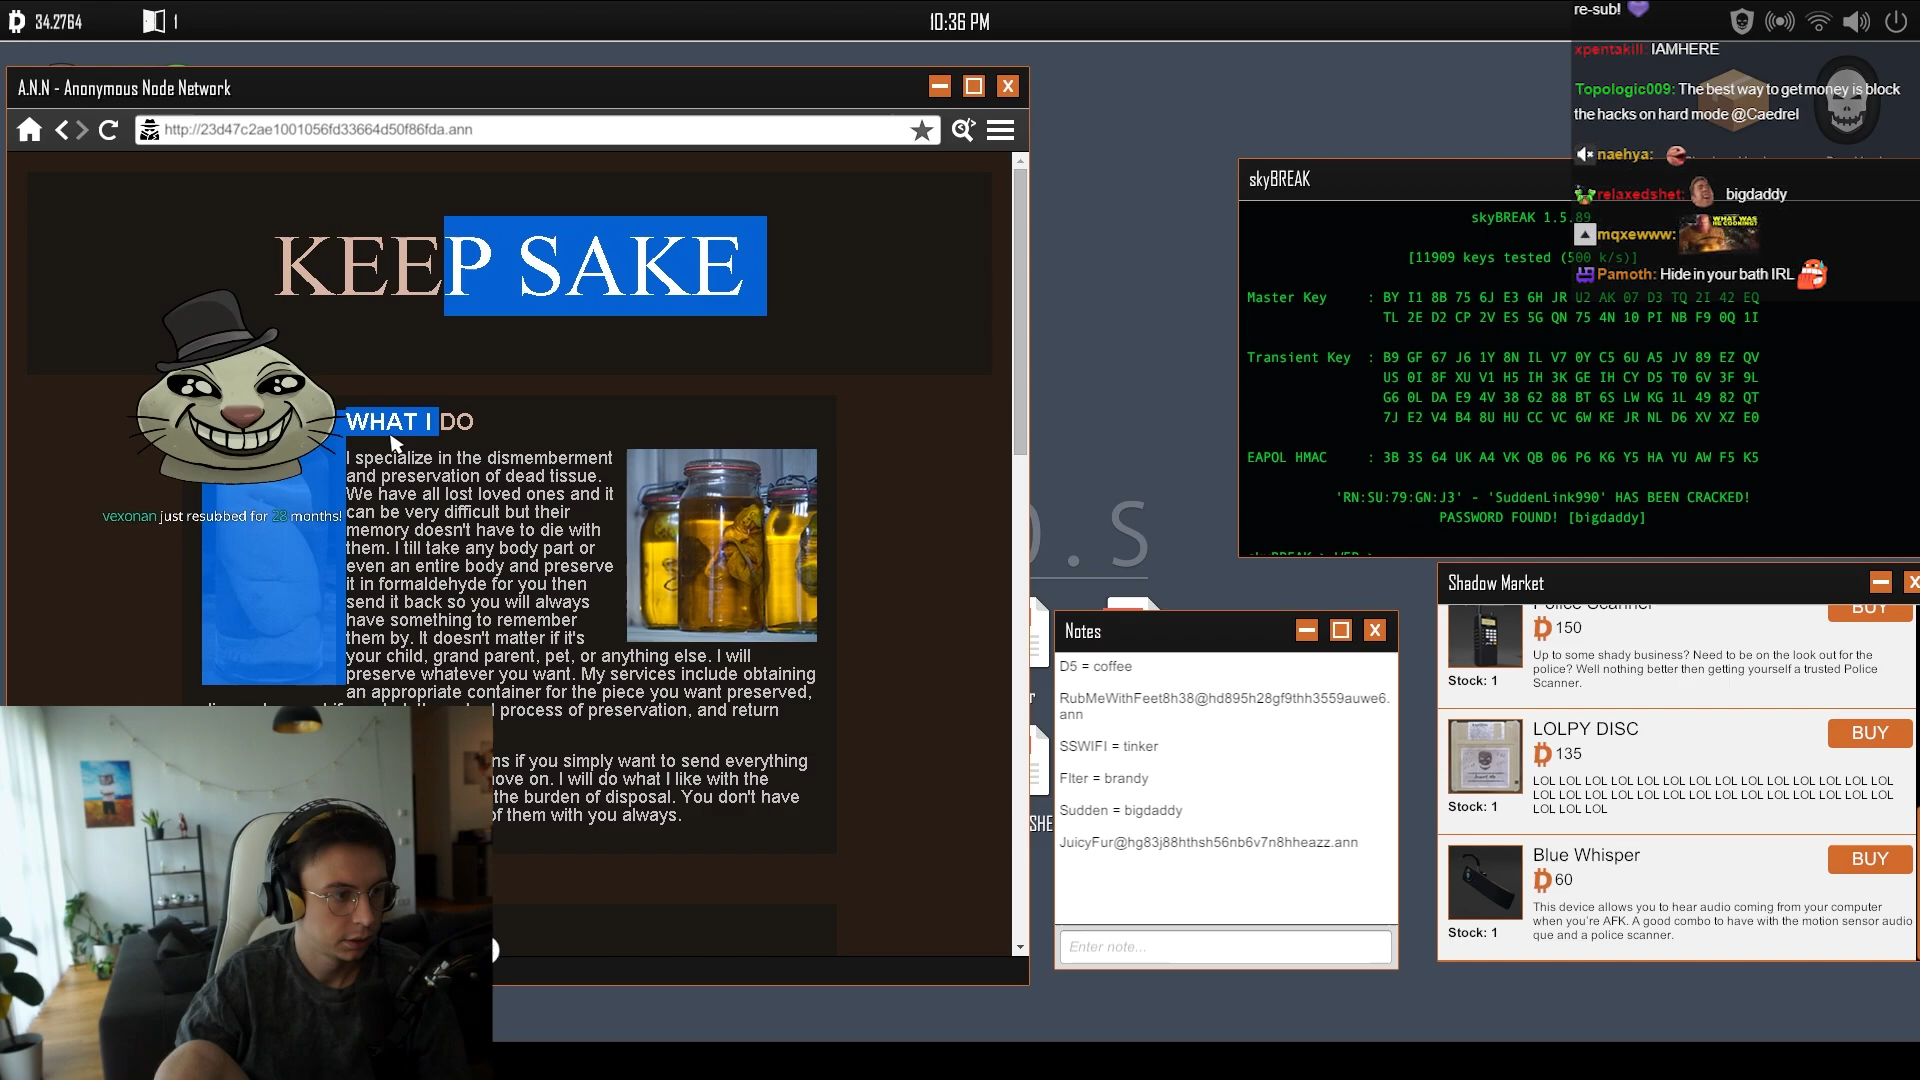 34.2764
1
10:36 PM
re-sub!
xpentakill: IAMHERE
Topologic009: The best way to get money is block
the hacks on hard mode @Caedrel
naehya:
relaxedshet: bigdaddy
mqxewww:
WHAT WAS
HE COOKING?
Pamoth: Hide in your bath IRL
A.N.N - Anonymous Node Network
http://23d47c2ae1001056fd33664d50f86fda.ann
KEEP SAKE
WHAT I DO
I specialize in the dismemberment
and preservation of dead tissue.
We have all lost loved ones and it
can be very difficult but their
memory doesn't have to die with
them. I till take any body part or
even an entire body and preserve
it in formaldehyde for you then
send it back so you will always
have something to remember
them by. It doesn't matter if it's
your child, grand parent, pet, or anything else. I will
preserve whatever you want. My services include obtaining
an appropriate container for the piece you want preserved,
process of preservation, and return
if you simply want to send everything
on. I will do what I like with the
the burden of disposal. You don't have
of them with you always.
vexonan just resubbed for 28 months!
skyBREAK
skyBREAK 1.5.89
[11909 keys tested (500 k/s)]
Master Key : BY I1 8B 75 6J E3 6H JR U2 AK 07 D3 TQ 2I 42 EQ
TL 2E D2 CP 2V ES 5G QN 75 4N 10 PI NB F9 0Q 1I
Transient Key : B9 GF 67 J6 1Y 8N IL V7 0Y C5 6U A5 JV 89 EZ QV
US 0I 8F XU V1 H5 IH 3K GE IH CY D5 T0 6V 3F 9L
G6 0L DA E9 4V 38 62 88 BT 6S LW KG 1L 49 82 QT
7J E2 V4 B4 8U HU CC VC 6W KE JR NL D6 XV XZ E0
EAPOL HMAC : 3B 3S 64 UK A4 VK QB 06 P6 K6 Y5 HA YU AW F5 K5
'RN:SU:79:GN:J3' - 'SuddenLink990' HAS BEEN CRACKED!
PASSWORD FOUND! [bigdaddy]
.S
Notes
D5 = coffee
RubMeWithFeet8h38@hd895h28gf9thh3559auwe6.
ann
SSWIFI = tinker
Flter = brandy
Sudden = bigdaddy
JuicyFur@hg83j88hthsh56nb6v7n8hheazz.ann
Enter note...
Shadow Market
Police Scanner
BUY
150
Up to some shady business? Need to be on the look out for the
police? Well nothing better then getting yourself a trusted Police
Scanner.
Stock: 1
LOLPY DISC
BUY
135
LOL LOL LOL LOL LOL LOL LOL LOL LOL LOL LOL LOL LOL LOL
LOL LOL LOL LOL LOL LOL LOL LOL LOL LOL LOL LOL LOL LOL
LOL LOL LOL
Stock: 1
Blue Whisper
BUY
60
This device allows you to hear audio coming from your computer
when you're AFK. A good combo to have with the motion sensor audio
que and a police scanner.
Stock: 1